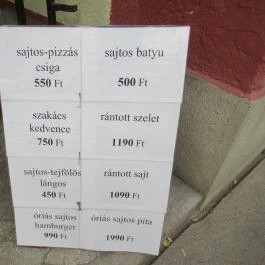 sajtos-pizzás
csiga
550 Ft
sajtos batyu
500 Ft
szakács
kedvence
750 Ft
rántott szelet
1190 Ft
sajtos-tejfölös
lángos
450 Ft
rántott sajt
1090 Ft
óriás sajtos
hamburger
990 Ft
óriás sajtos pita
1990 Ft